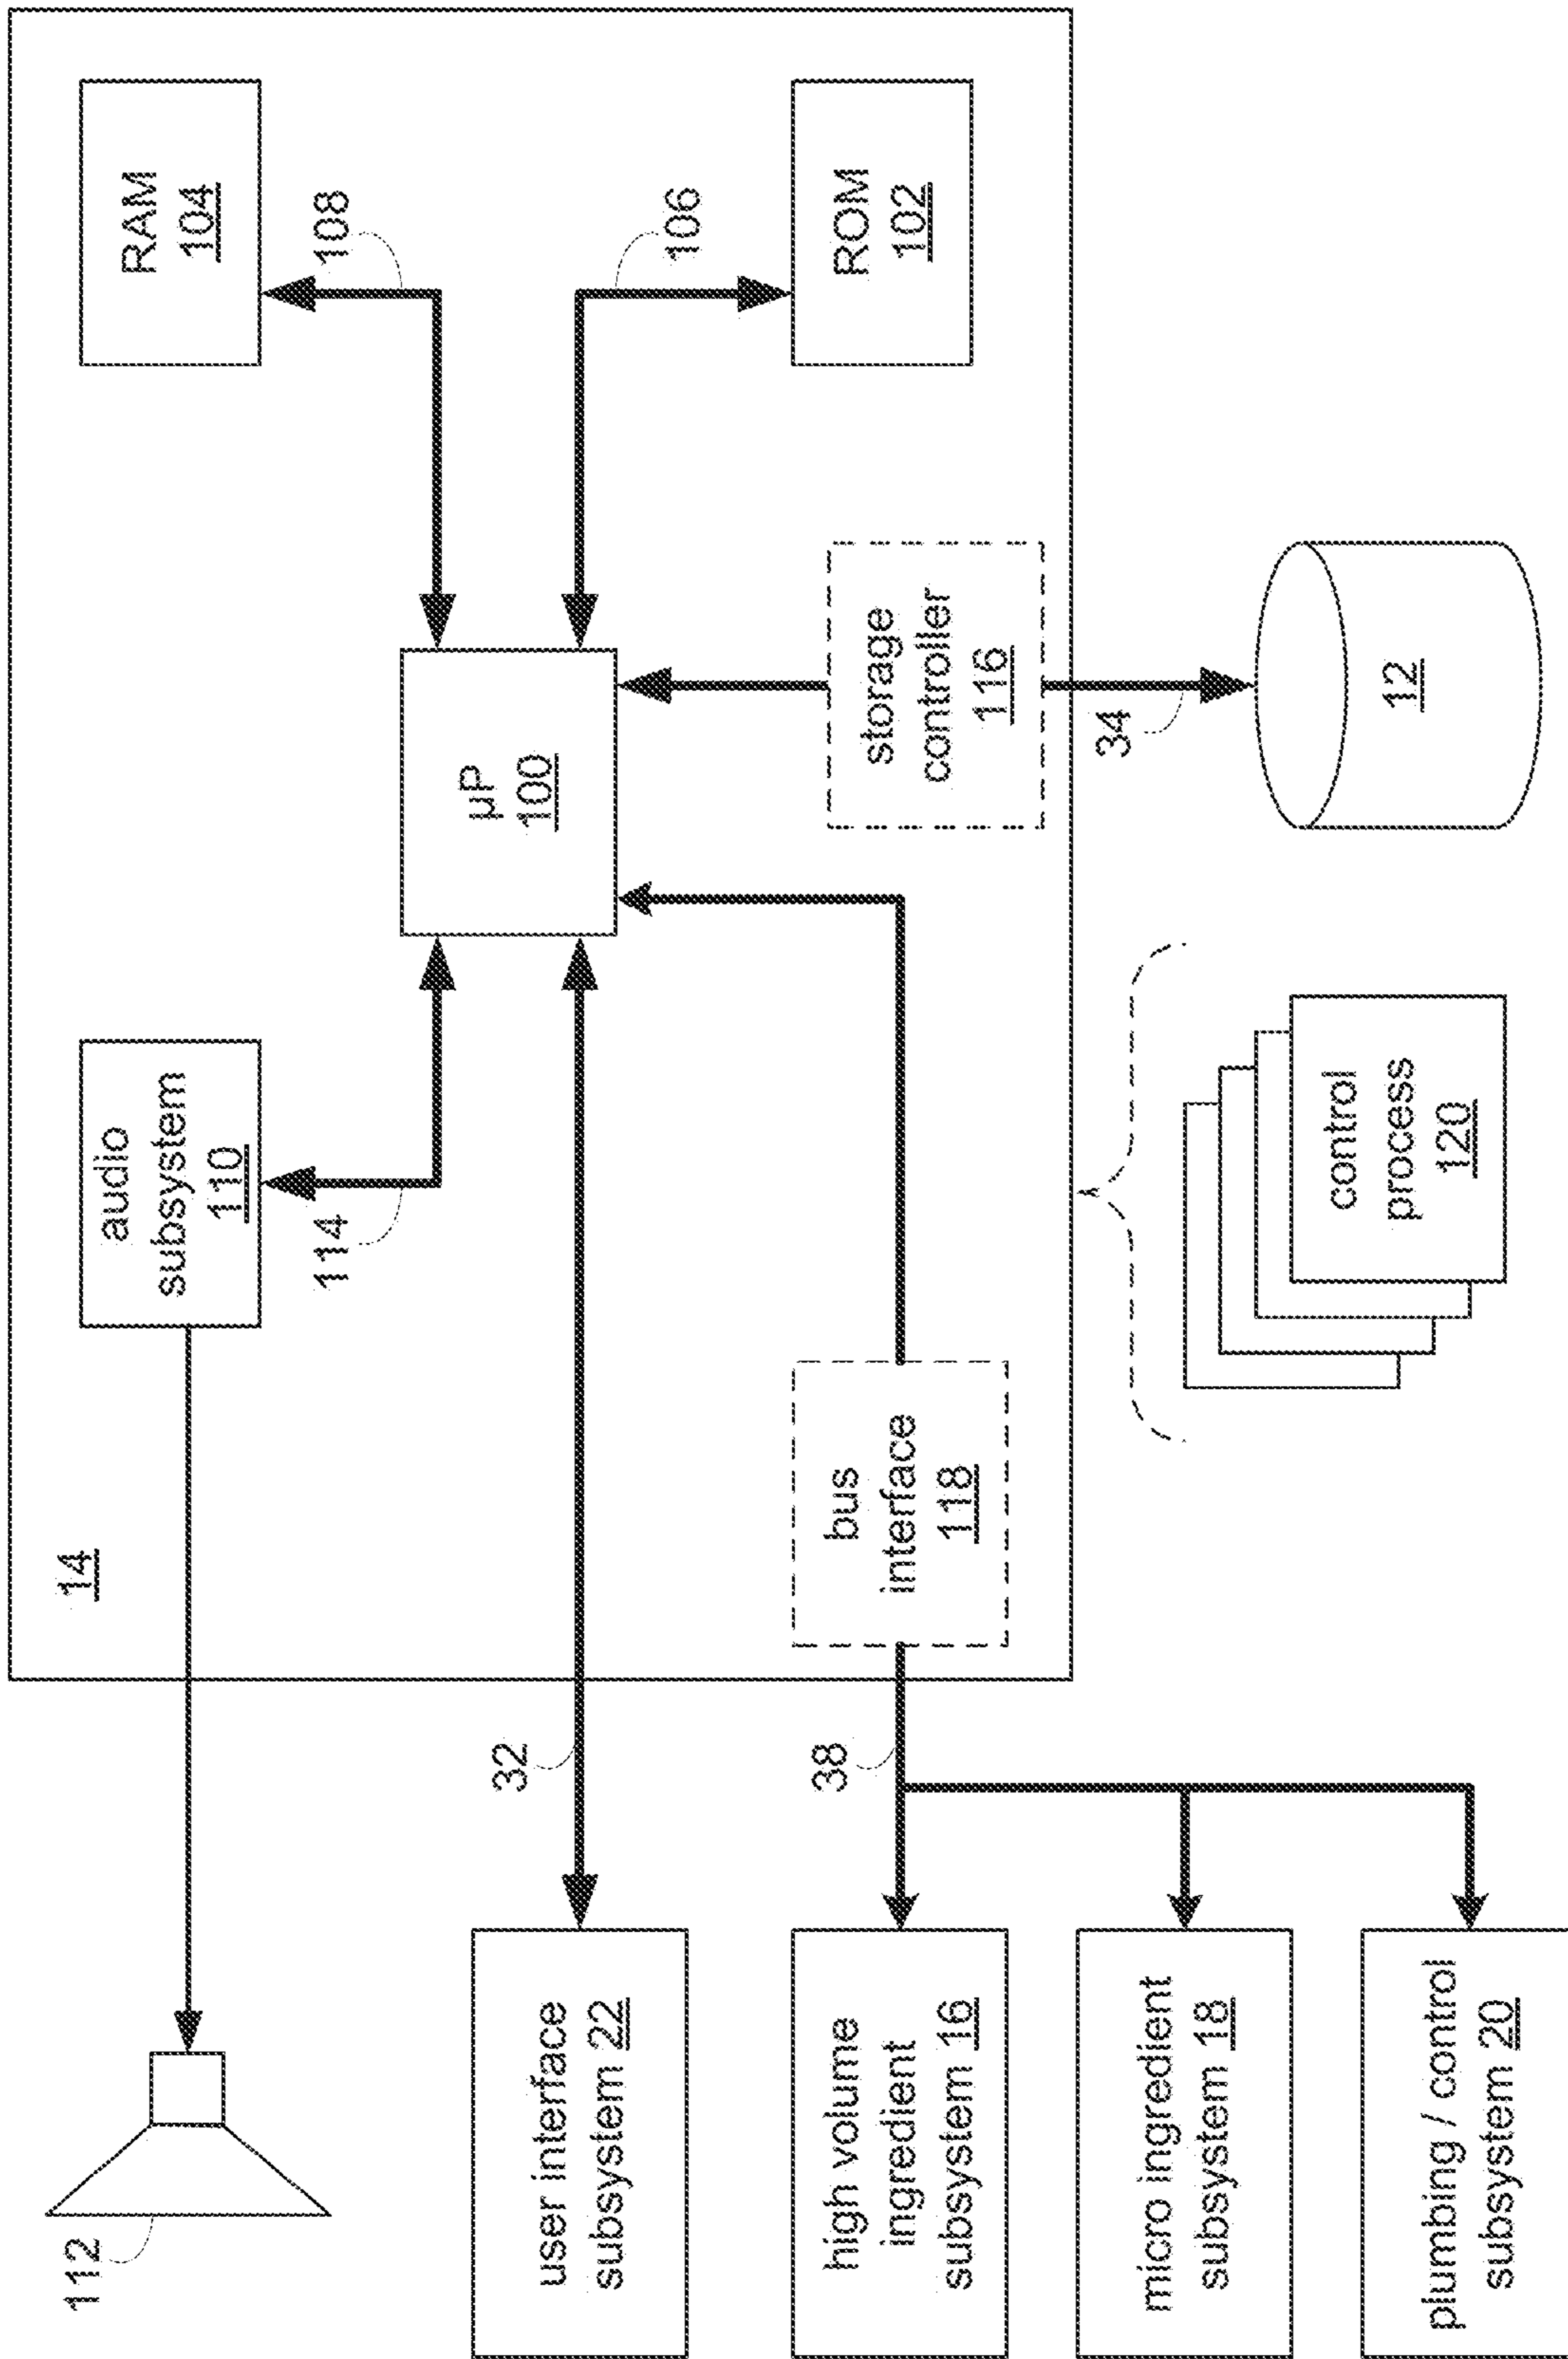 112
14
audio
subsystem
110
RAM
104
114
108
user interface
subsystem 22
32
µP
100
106
high volume
ingredient
subsystem 16
38
bus
interface
118
storage
controller
116
ROM
102
34
micro ingredient
subsystem 18
control
process
120
12
plumbing / control
subsystem 20